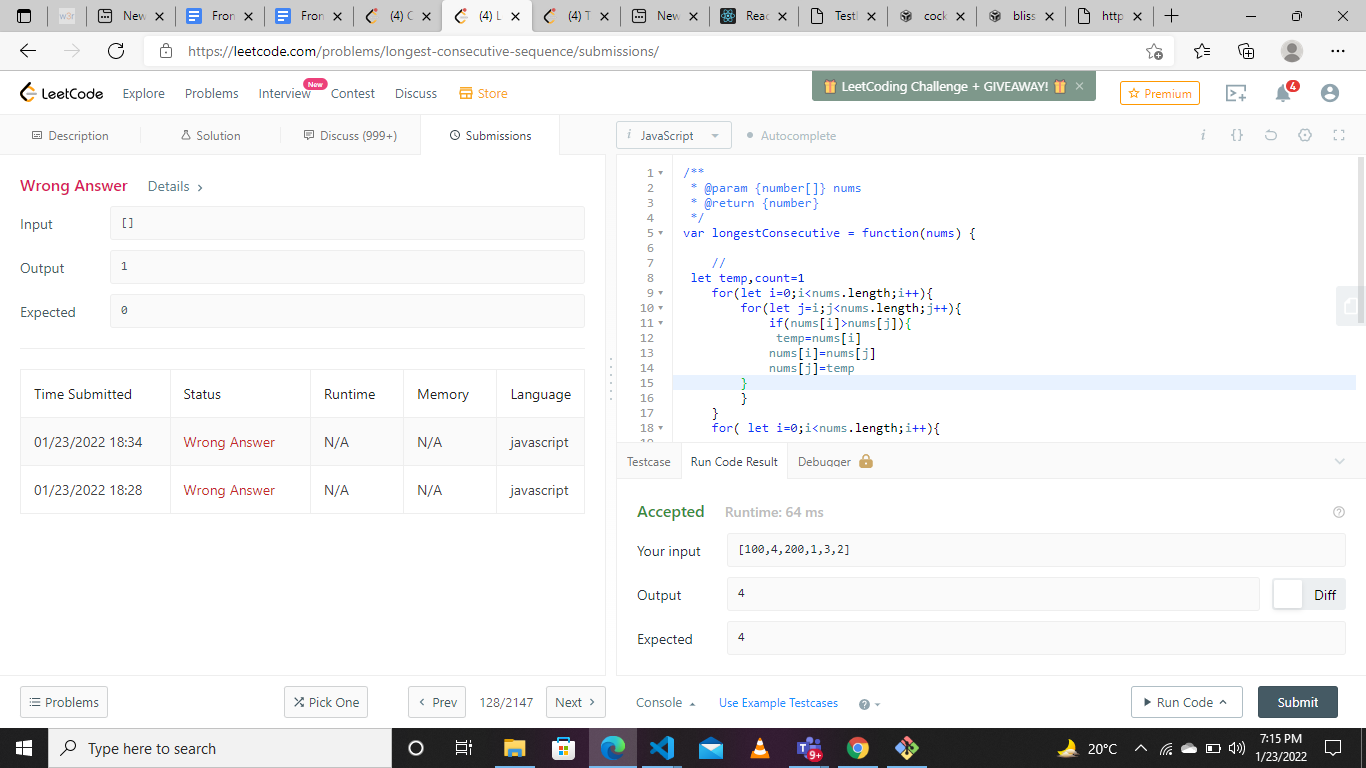 w3r
New
Fron
Fron
(4) C
(4) L
(4) T
New
Reac
Testl
cock
bliss
http
https://leetcode.com/problems/longest-consecutive-sequence/submissions/
LeetCode
Explore
Problems
Interview
New
Contest
Discuss
Store
LeetCoding Challenge + GIVEAWAY!
Premium
4
Description
Solution
Discuss (999+)
Submissions
i JavaScript
Autocomplete
i
{}
Wrong Answer
Details
Input
[]
Output
1
Expected
0
Time Submitted Status Runtime Memory Language
01/23/2022 18:34 Wrong Answer N/A N/A javascript
01/23/2022 18:28 Wrong Answer N/A N/A javascript
1 /**
2 * @param {number[]} nums
3 * @return {number}
4 */
5 var longestConsecutive = function(nums) {
6
7 //
8 let temp,count=1
9 for(let i=0;i<nums.length;i++){
10 for(let j=i;j<nums.length;j++){
11 if(nums[i]>nums[j]){
12 temp=nums[i]
13 nums[i]=nums[j]
14 nums[j]=temp
15 }
16 }
17 }
18 for( let i=0;i<nums.length;i++){
Testcase
Run Code Result
Debugger
Accepted
Runtime: 64 ms
Your input
[100,4,200,1,3,2]
Output
4
Diff
Expected
4
Problems
Pick One
Prev
128/2147
Next
Console
Use Example Testcases
Run Code
Submit
Type here to search
9+
20°C
7:15 PM
1/23/2022